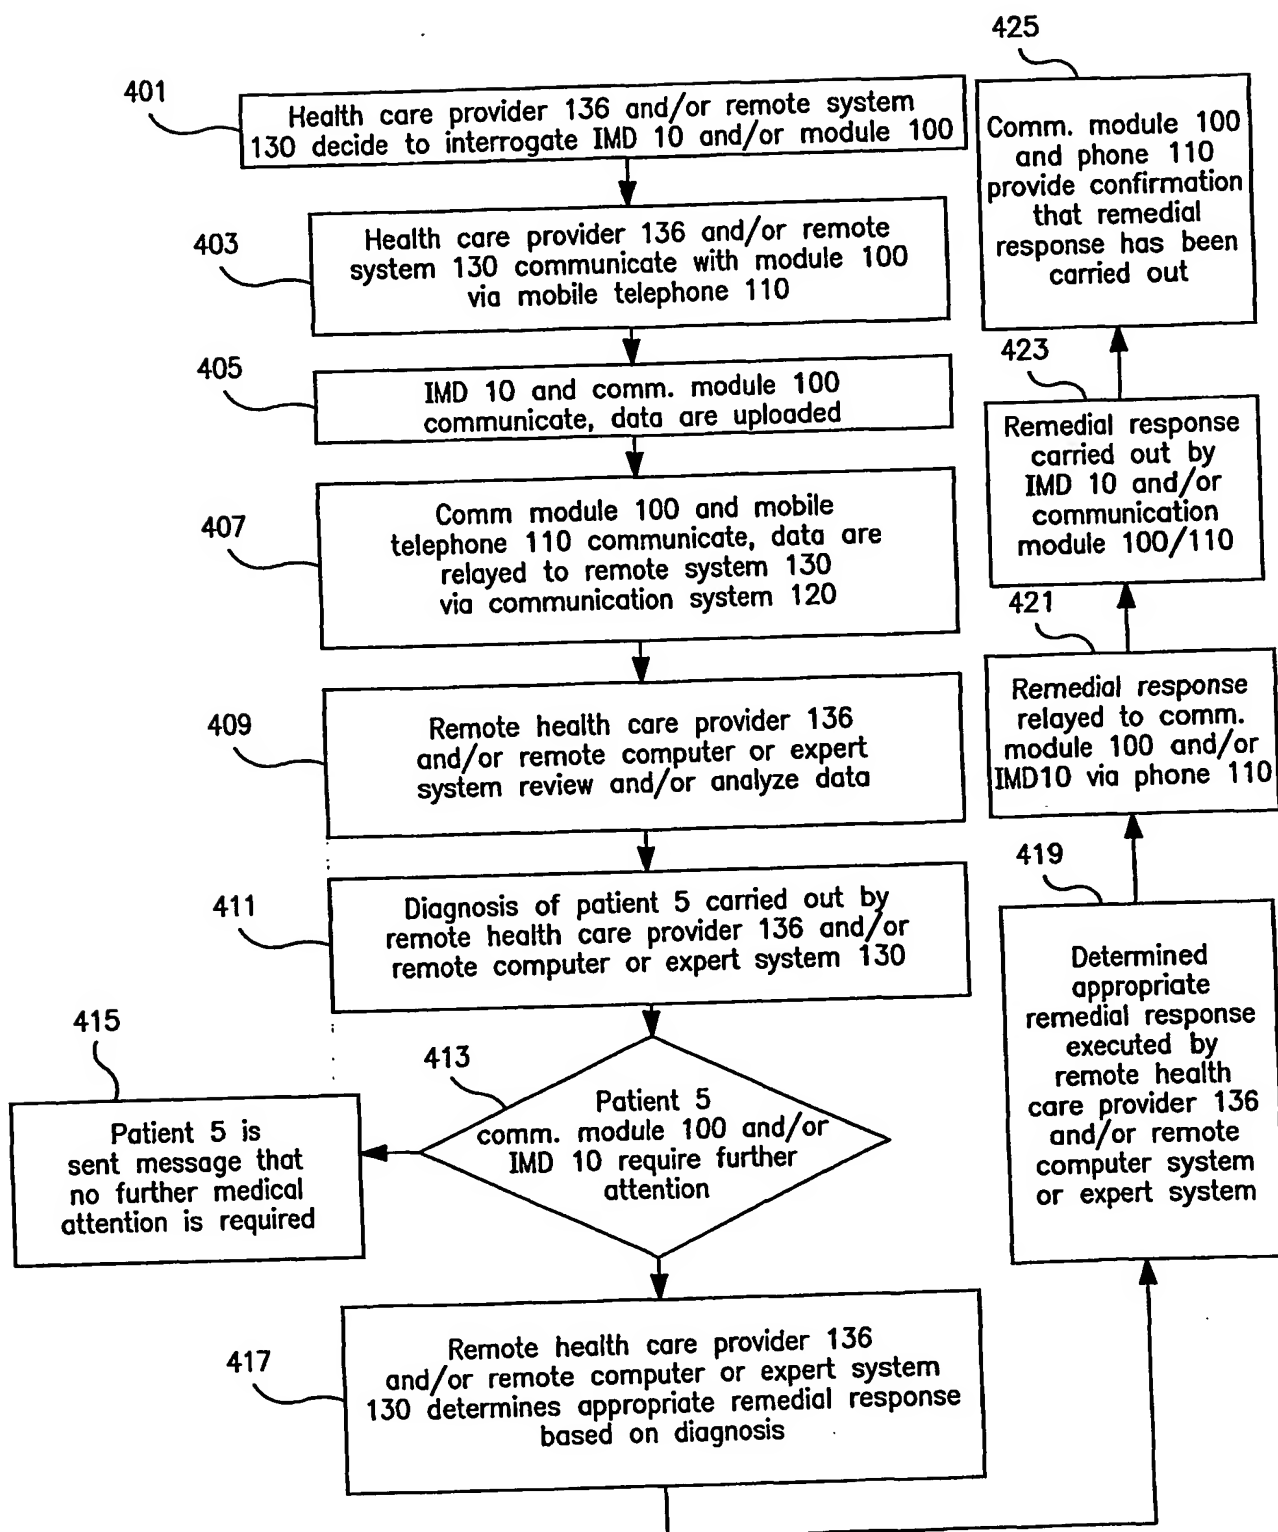 401
Health care provider 136 and/or remote system
130 decide to interrogate IMD 10 and/or module 100
403
Health care provider 136 and/or remote
system 130 communicate with module 100
via mobile telephone 110
405
IMD 10 and comm. module 100
communicate, data are uploaded
407
Comm module 100 and mobile
telephone 110 communicate, data are
relayed to remote system 130
via communication system 120
409
Remote health care provider 136
and/or remote computer or expert
system review and/or analyze data
411
Diagnosis of patient 5 carried out by
remote health care provider 136 and/or
remote computer or expert system 130
413
Patient 5
comm. module 100 and/or
IMD 10 require further
attention
415
Patient 5 is
sent message that
no further medical
attention is required
417
Remote health care provider 136
and/or remote computer or expert system
130 determines appropriate remedial response
based on diagnosis
419
Determined
appropriate
remedial response
executed by
remote health
care provider 136
and/or remote
computer system
or expert system
421
Remedial response
relayed to comm.
module 100 and/or
IMD10 via phone 110
423
Remedial response
carried out by
IMD 10 and/or
communication
module 100/110
425
Comm. module 100
and phone 110
provide confirmation
that remedial
response has been
carried out